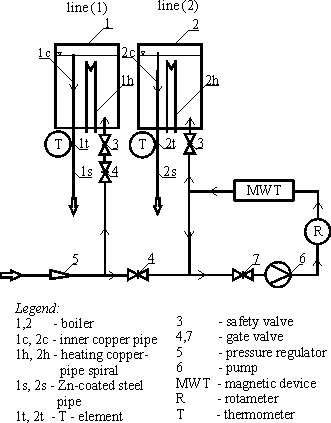 line (1) line (2)
1 2
1c 2c
1h 2h
T 1t 3 T 2t 3
1s 4 2s
MWT
R
5 4 7 6
Legend:
1,2 - boiler
1c, 2c - inner copper pipe
1h, 2h - heating copper-
pipe spiral
1s, 2s - Zn-coated steel
pipe
1t, 2t - T - element
3 - safety valve
4,7 - gate valve
5 - pressure regulator
6 - pump
MWT - magnetic device
R - rotameter
T - thermometer